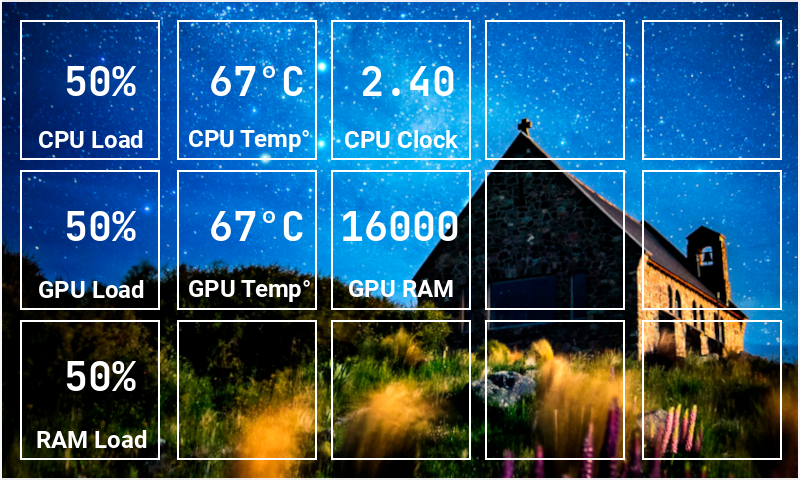 50%
CPU Load
67°C
CPU Temp°
2.40
CPU Clock
50%
GPU Load
67°C
GPU Temp°
16000
GPU RAM
50%
RAM Load